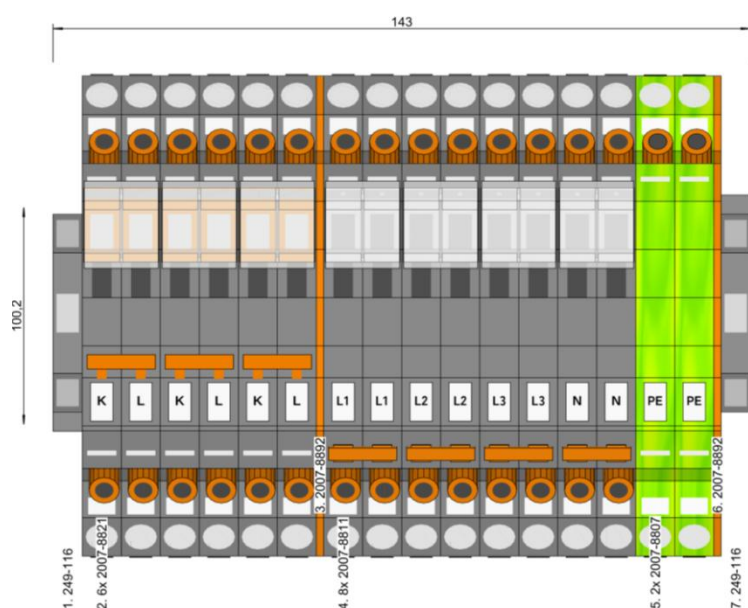 143
100,2
K L K L K L L1 L1 L2 L2 L3 L3 N N PE PE
1. 249-116
2. 6x 2007-8821
3. 2007-8892
4. 8x 2007-8811
5. 2x 2007-8807
6. 2007-8892
7. 249-116